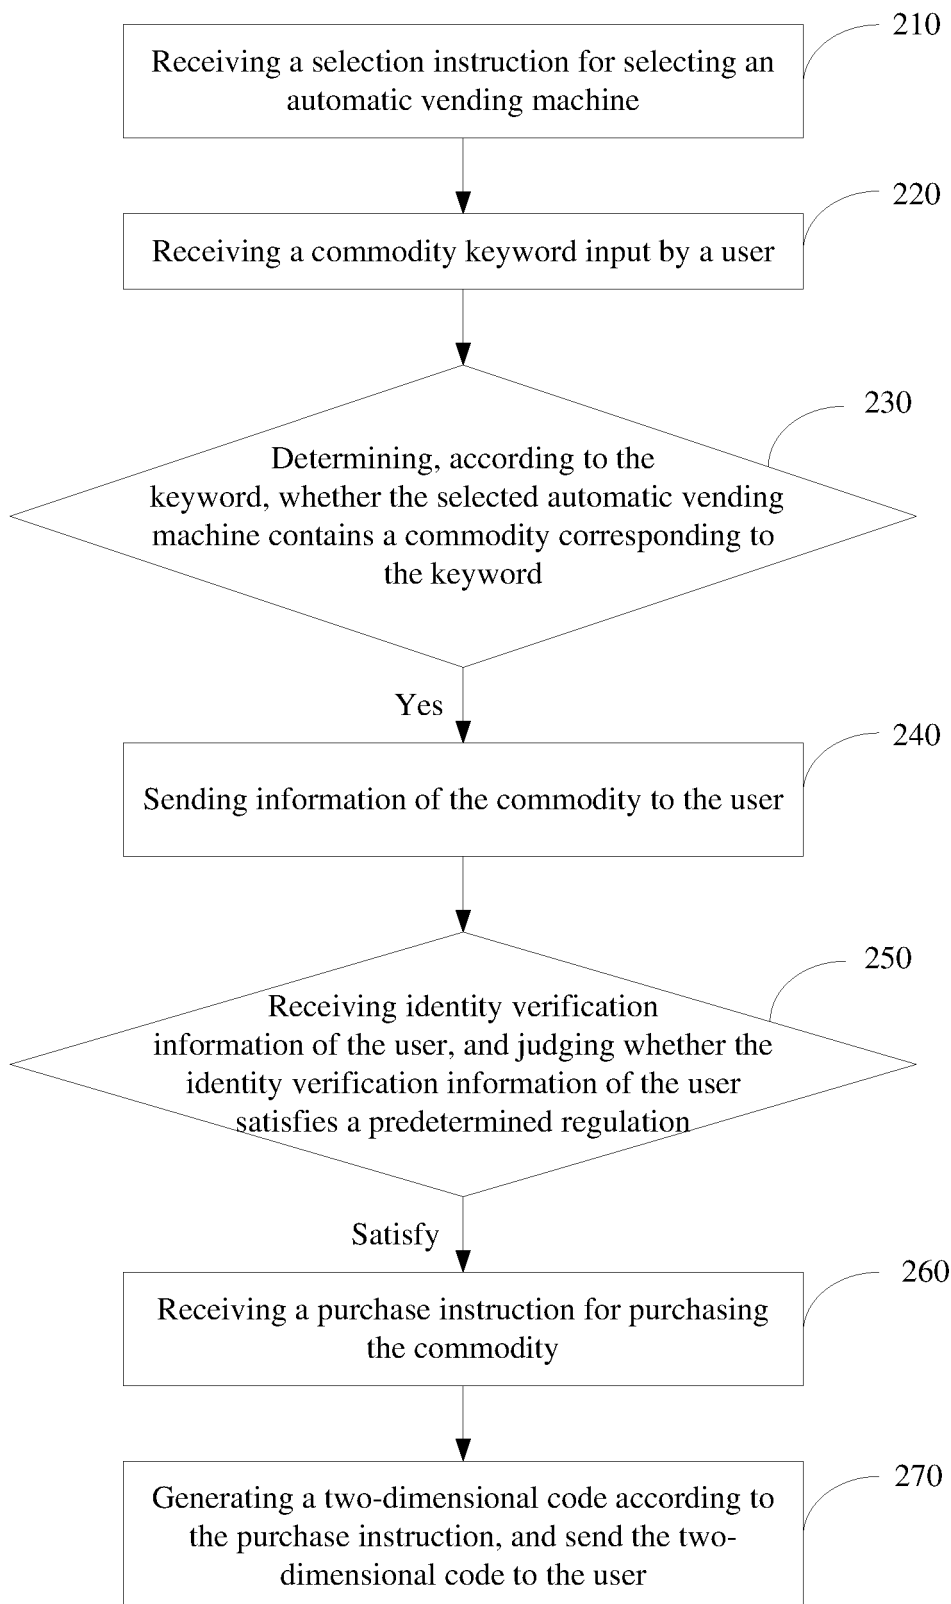 210
Receiving a selection instruction for selecting an
automatic vending machine
220
Receiving a commodity keyword input by a user
230
Determining, according to the
keyword, whether the selected automatic vending
machine contains a commodity corresponding to
the keyword
Yes
240
Sending information of the commodity to the user
250
Receiving identity verification
information of the user, and judging whether the
identity verification information of the user
satisfies a predetermined regulation
Satisfy
260
Receiving a purchase instruction for purchasing
the commodity
270
Generating a two-dimensional code according to
the purchase instruction, and send the two-
dimensional code to the user